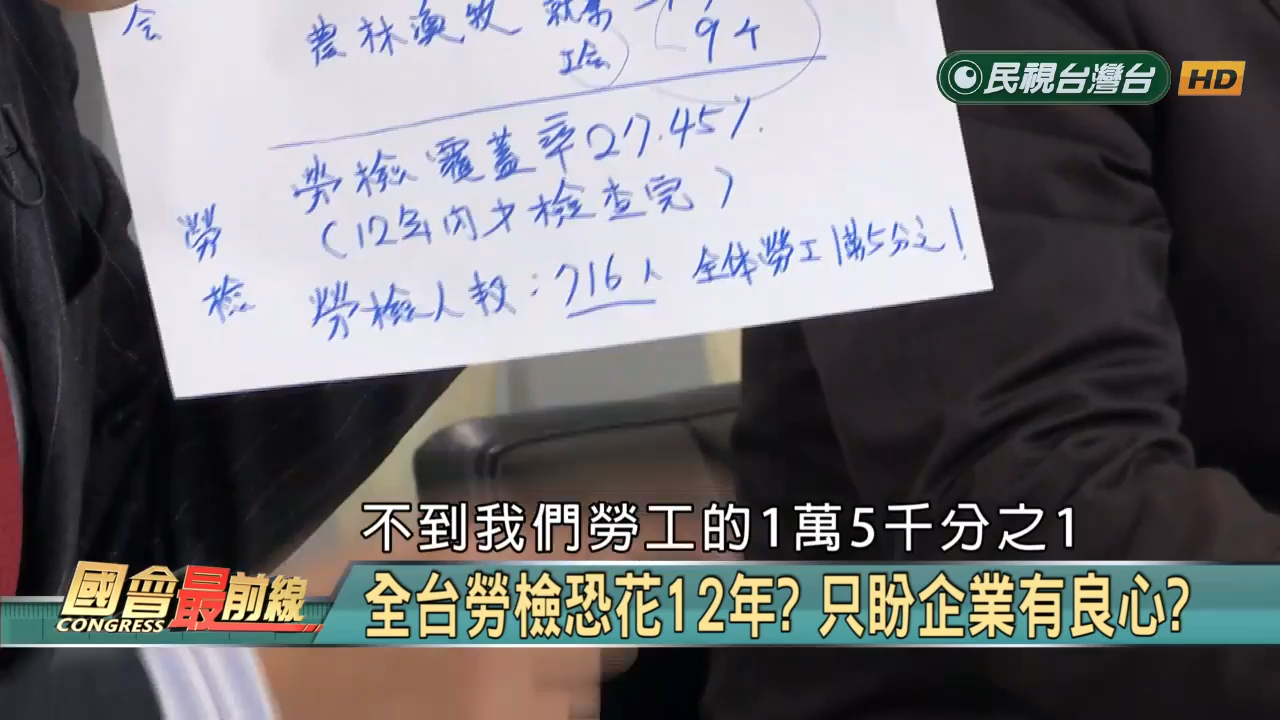 會
農林漁牧 就業
工會) 9个
民視台灣台 HD
勞檢覆蓋率27.45%.
(12年內才檢查完)
勞檢
勞檢人數:716人 全体勞工1萬5分之!
不到我們勞工的1萬5千分之1
國會最前線
CONGRESS
全台勞檢恐花12年? 只盼企業有良心?